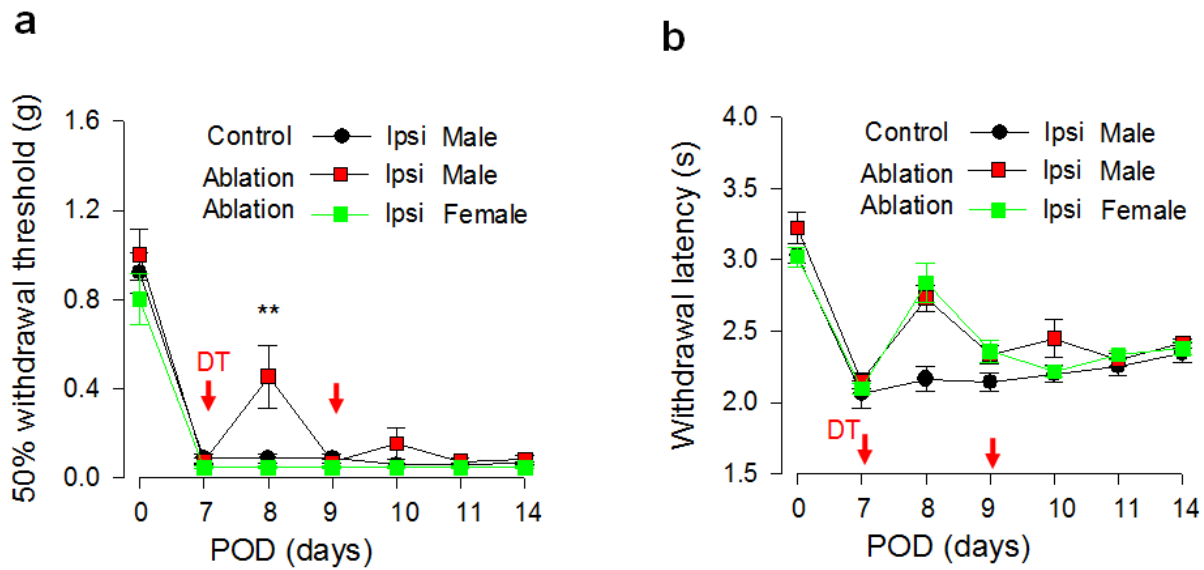 a
50% withdrawal threshold (g)
1.6
1.2
0.8
0.4
0.0
Control Ipsi Male
Ablation Ipsi Male
Ablation Ipsi Female
**
DT
0 7 8 9 10 11 14
POD (days)
b
Withdrawal latency (s)
4.0
3.5
3.0
2.5
2.0
1.5
Control Ipsi Male
Ablation Ipsi Male
Ablation Ipsi Female
DT
0 7 8 9 10 11 14
POD (days)